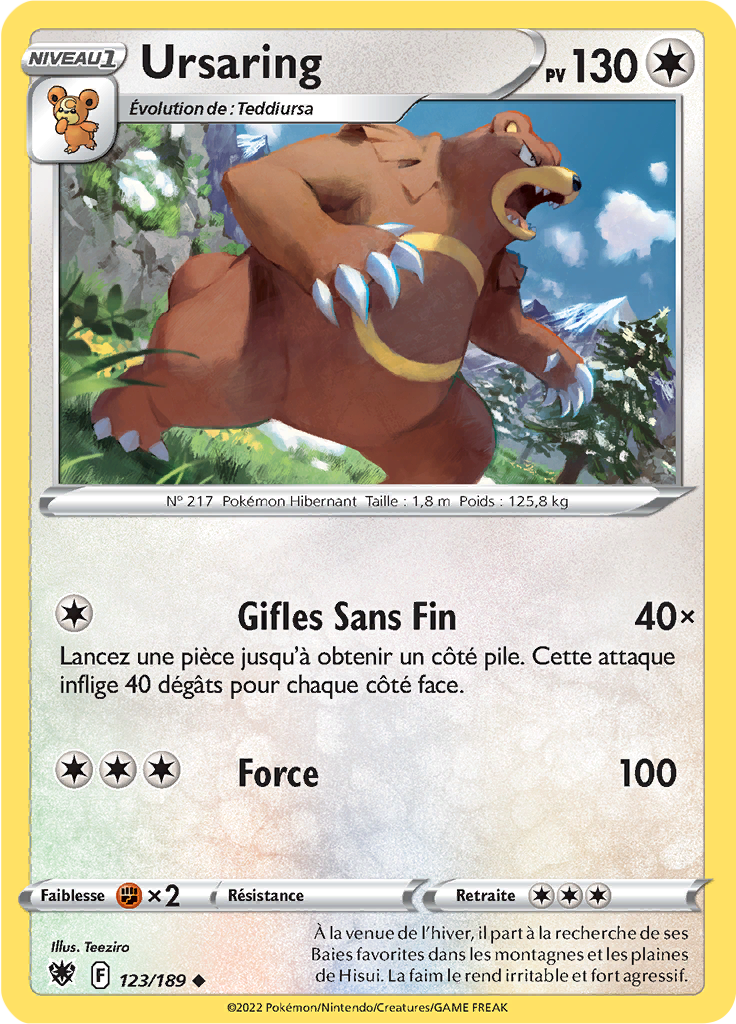 NIVEAU 1
Ursaring
PV 130
Évolution de : Teddiursa
N° 217 Pokémon Hibernant Taille : 1,8 m Poids : 125,8 kg
Gifles Sans Fin 40×
Lancez une pièce jusqu'à obtenir un côté pile. Cette attaque
inflige 40 dégâts pour chaque côté face.
Force 100
Faiblesse ×2 Résistance Retraite
À la venue de l'hiver, il part à la recherche de ses
Baies favorites dans les montagnes et les plaines
de Hisui. La faim le rend irritable et fort agressif.
Illus. Teeziro
F 123/189
©2022 Pokémon/Nintendo/Creatures/GAME FREAK